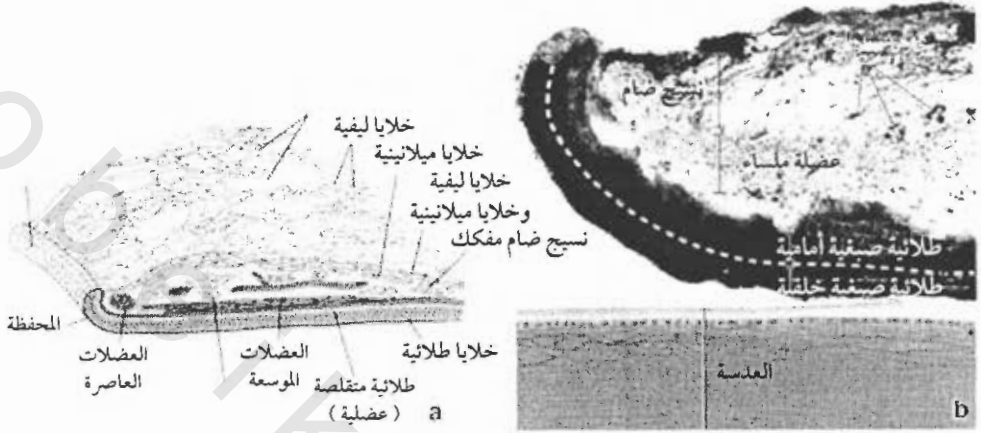 خلايا ليفية
خلايا ميلانينية
خلايا ليفية
وخلايا ميلانينية
نسيج ضام مفكك
المحفظة
العضلات
العاصرة
العضلات
الموسعة
خلايا طلائية
طلائية متقلصة
(عضلية)
a
نسيج ضام
عضلة ملساء
طلائية صبغية أمامية
طلائية صبغية خلفية
العدسة
b